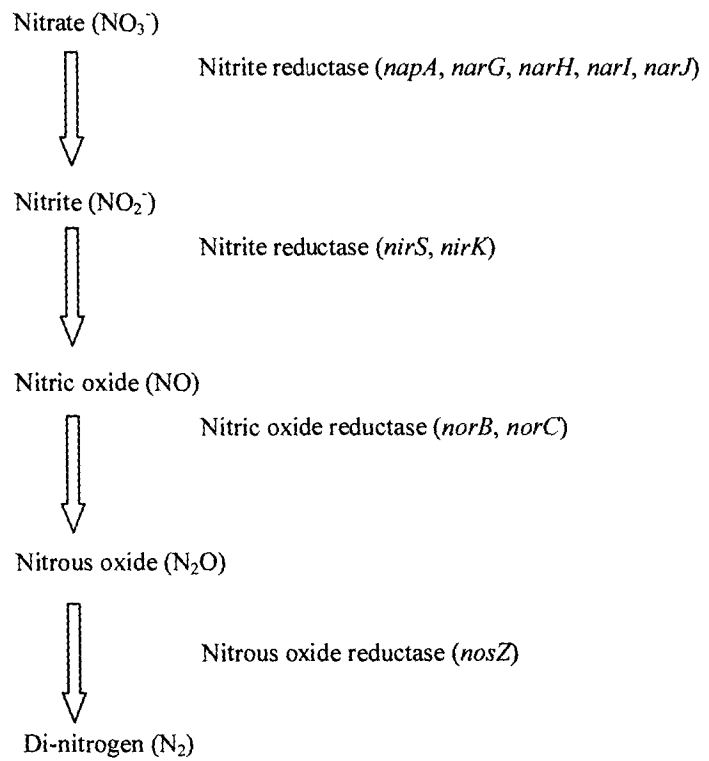 Nitrate (NO₃⁻)
Nitrite reductase (napA, narG, narH, narI, narJ)
Nitrite (NO₂⁻)
Nitrite reductase (nirS, nirK)
Nitric oxide (NO)
Nitric oxide reductase (norB, norC)
Nitrous oxide (N₂O)
Nitrous oxide reductase (nosZ)
Di-nitrogen (N₂)